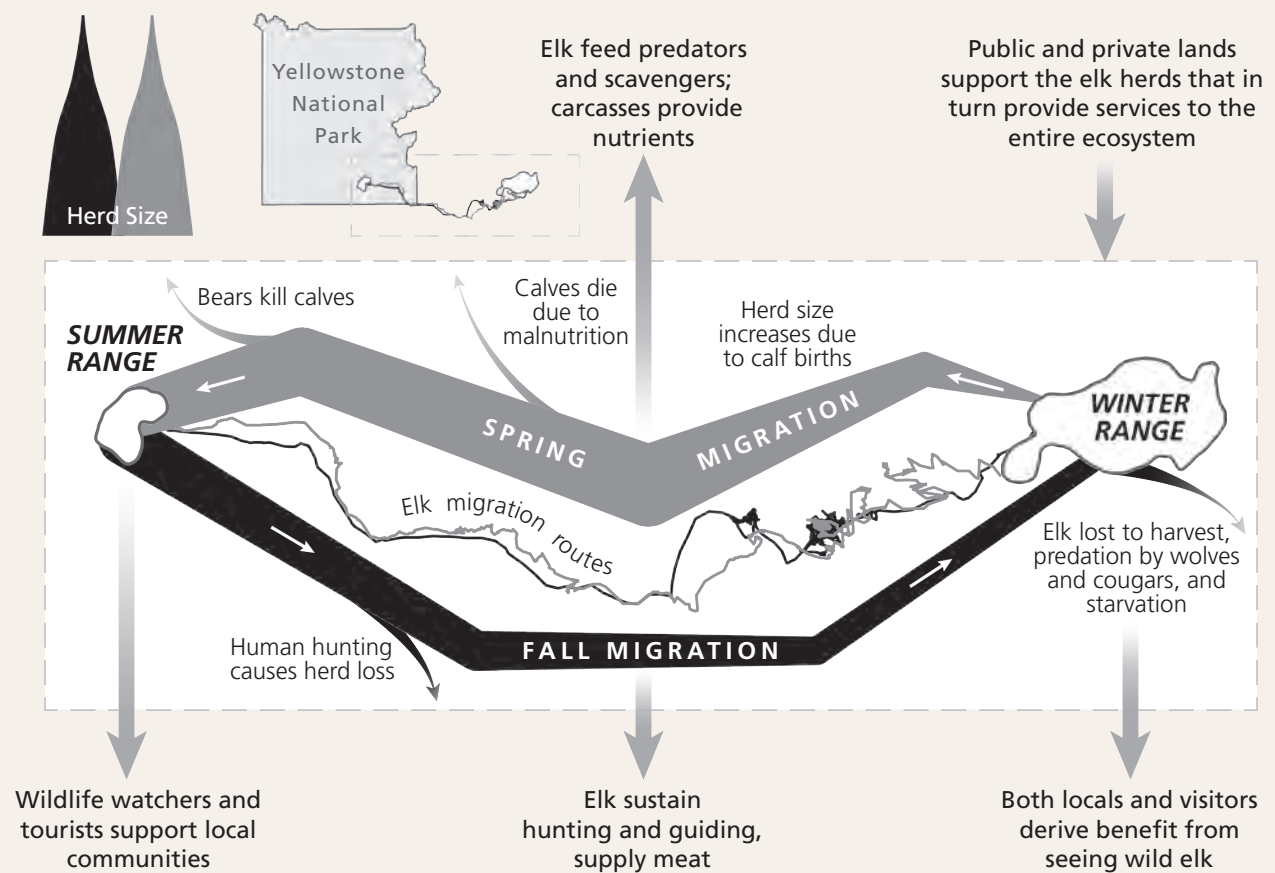 Herd Size
Yellowstone
National
Park
Elk feed predators
and scavengers;
carcasses provide
nutrients
Public and private lands
support the elk herds that in
turn provide services to the
entire ecosystem
Bears kill calves
Calves die
due to
malnutrition
Herd size
increases due
to calf births
SUMMER
RANGE
SPRING MIGRATION
WINTER
RANGE
Elk migration routes
Elk lost to harvest,
predation by wolves
and cougars, and
starvation
Human hunting
causes herd loss
FALL MIGRATION
Wildlife watchers and
tourists support local
communities
Elk sustain
hunting and guiding,
supply meat
Both locals and visitors
derive benefit from
seeing wild elk